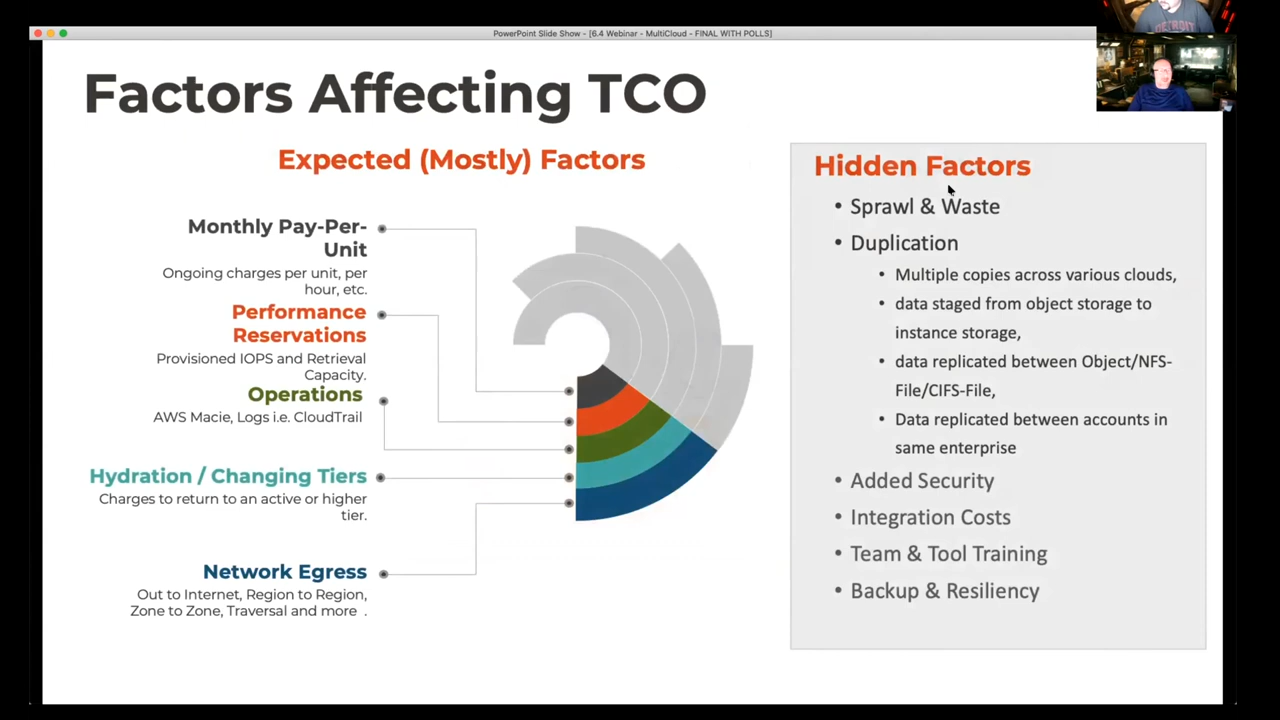 PowerPoint Slide Show - [6.4 Webinar - MultiCloud - FINAL WITH POLLS]
DETROIT
Factors Affecting TCO
Expected (Mostly) Factors
Monthly Pay-Per-
Unit
Ongoing charges per unit, per
hour, etc.
Performance
Reservations
Provisioned IOPS and Retrieval
Capacity.
Operations
AWS Macie, Logs i.e. CloudTrail
Hydration / Changing Tiers
Charges to return to an active or higher
tier.
Network Egress
Out to Internet, Region to Region,
Zone to Zone, Traversal and more .
Hidden Factors
• Sprawl & Waste
• Duplication
• Multiple copies across various clouds,
• data staged from object storage to
instance storage,
• data replicated between Object/NFS-
File/CIFS-File,
• Data replicated between accounts in
same enterprise
• Added Security
• Integration Costs
• Team & Tool Training
• Backup & Resiliency